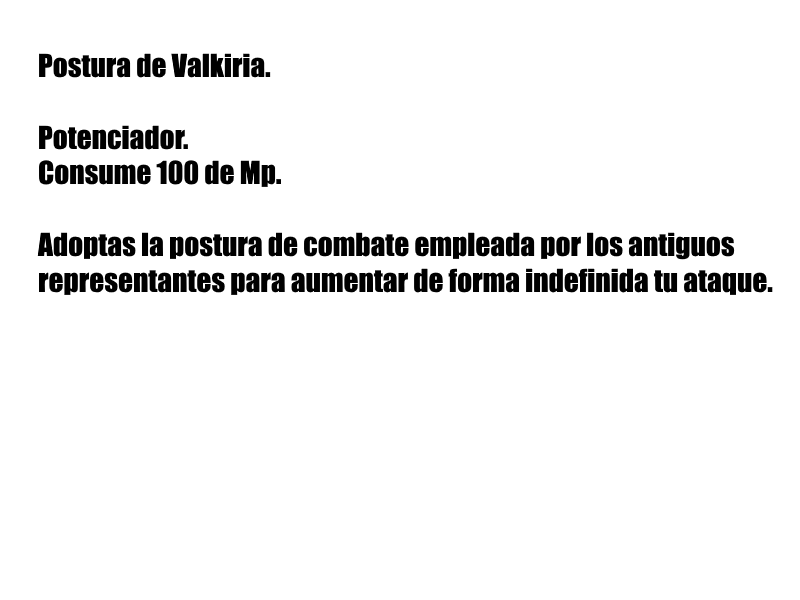 Postura de Valkiria.
Potenciador.
Consume 100 de Mp.
Adoptas la postura de combate empleada por los antiguos
representantes para aumentar de forma indefinida tu ataque.